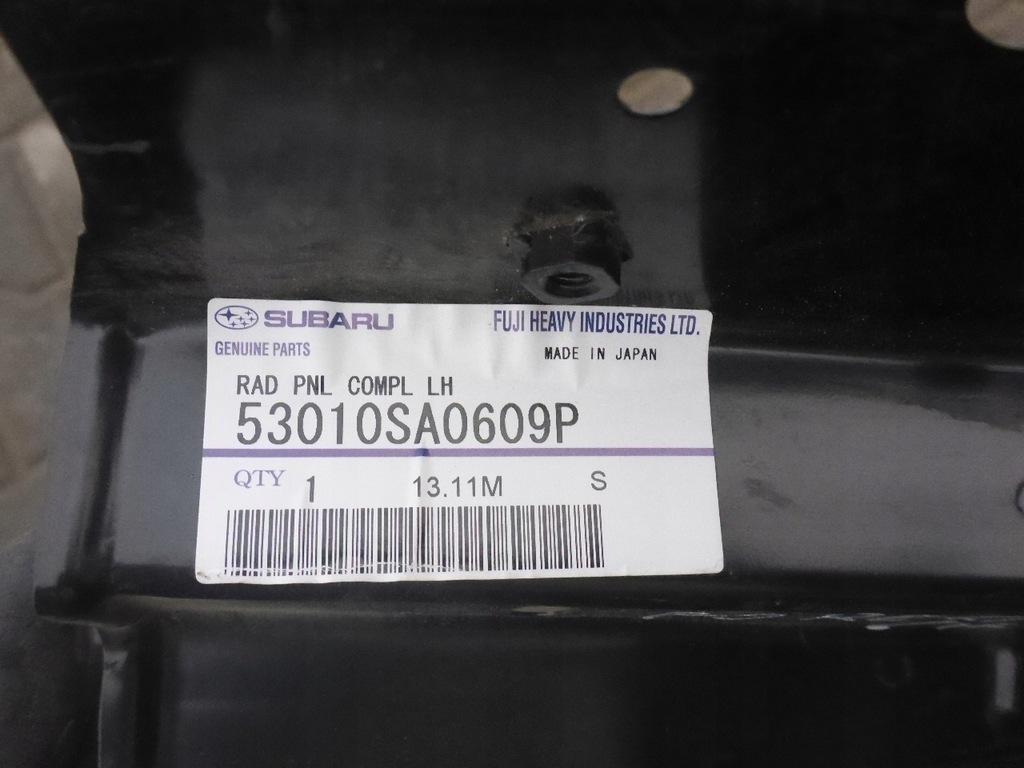 SUBARU FUJI HEAVY INDUSTRIES LTD.
GENUINE PARTS MADE IN JAPAN
RAD PNL COMPL LH
53010SA0609P
QTY 1 13.11M S